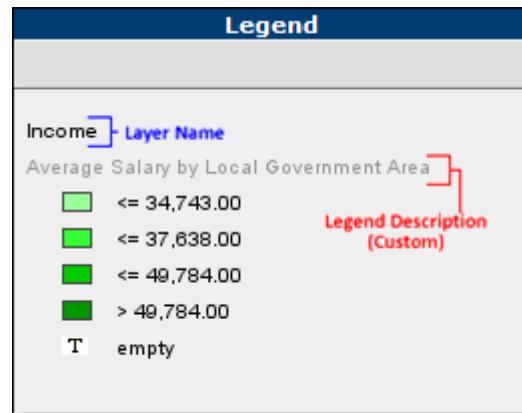 Legend
Income
Layer Name
Average Salary by Local Government Area
<= 34,743.00
Legend Description
(Custom)
<= 37,638.00
<= 49,784.00
> 49,784.00
T empty